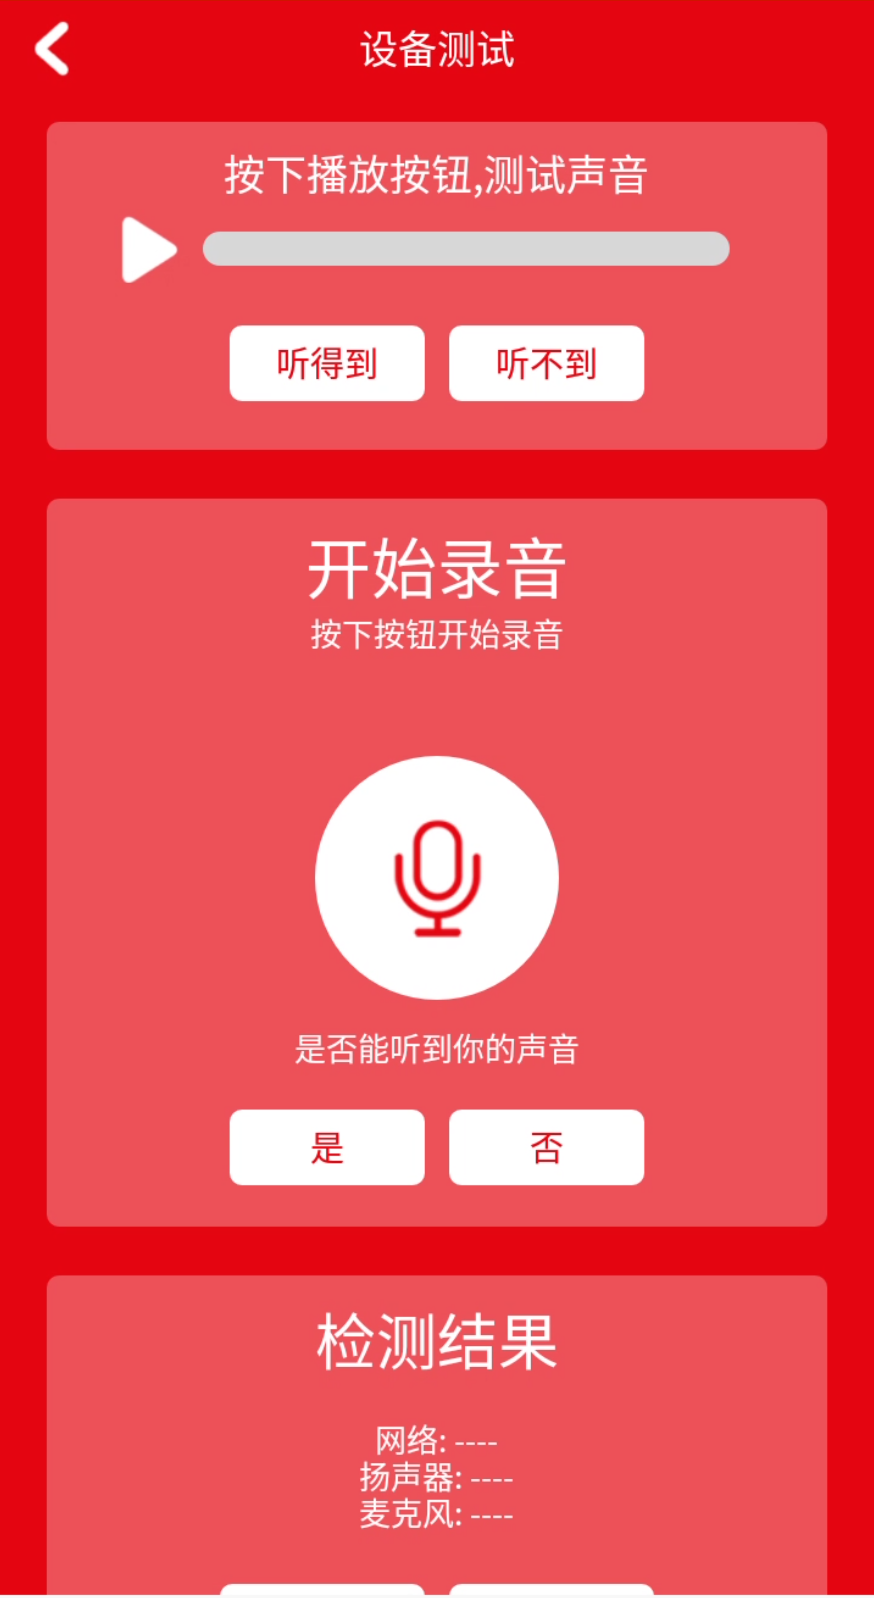 设备测试
按下播放按钮,测试声音
听得到
听不到
开始录音
按下按钮开始录音
是否能听到你的声音
是
否
检测结果
网络: ----
扬声器: ----
麦克风: ----